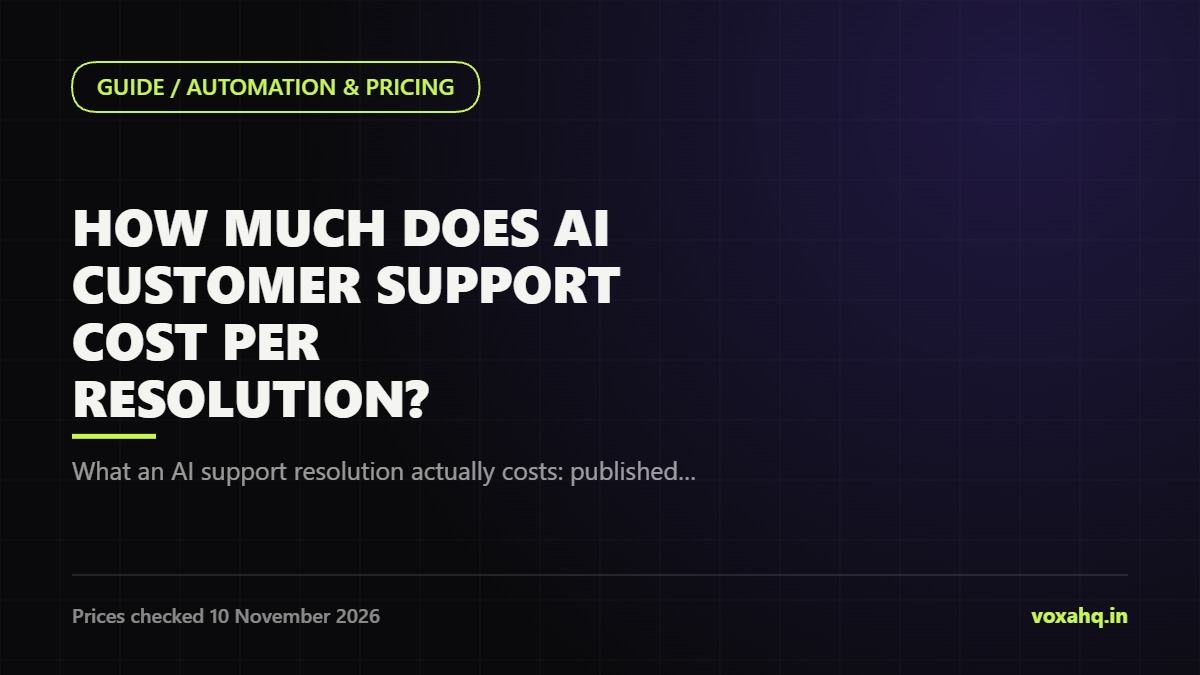 GUIDE / AUTOMATION & PRICING
HOW MUCH DOES AI
CUSTOMER SUPPORT
COST PER
RESOLUTION?
What an AI support resolution actually costs: published...
Prices checked 10 November 2026
voxahq.in